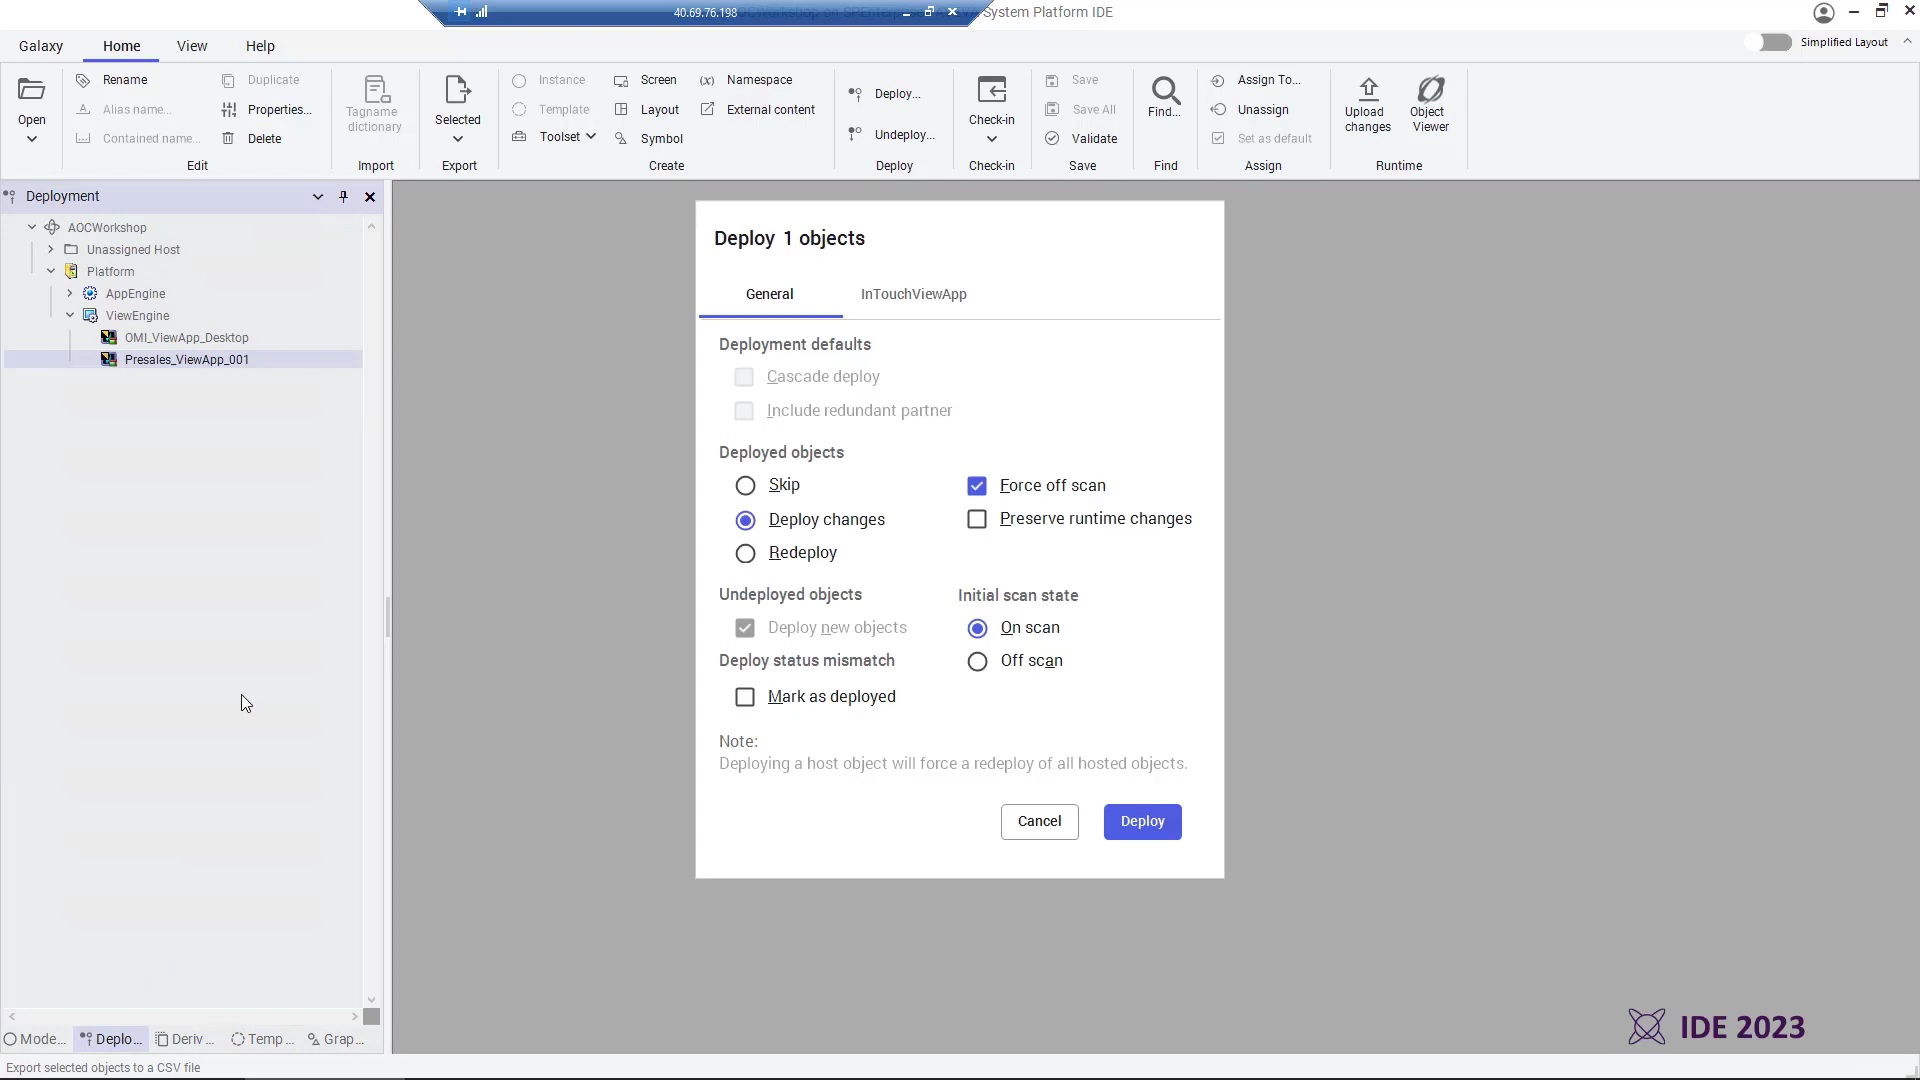 40.69.76.198
System Platform IDE
Galaxy Home View Help
Simplified Layout
Open
Rename
Alias name...
Contained name...
Duplicate
Properties...
Delete
Edit
Tagname dictionary
Import
Selected
Export
Instance
Template
Toolset
Screen
Layout
Symbol
Namespace
External content
Create
Deploy...
Undeploy...
Deploy
Check-in
Check-in
Save
Save All
Validate
Save
Find...
Find
Assign To...
Unassign
Set as default
Assign
Upload changes
Object Viewer
Runtime
Deployment
AOCWorkshop
Unassigned Host
Platform
AppEngine
ViewEngine
OMI_ViewApp_Desktop
Presales_ViewApp_001
Deploy 1 objects
General InTouchViewApp
Deployment defaults
Cascade deploy
Include redundant partner
Deployed objects
Skip
Force off scan
Deploy changes
Preserve runtime changes
Redeploy
Undeployed objects
Initial scan state
Deploy new objects
On scan
Deploy status mismatch
Off scan
Mark as deployed
Note:
Deploying a host object will force a redeploy of all hosted objects.
Cancel Deploy
IDE 2023
Mode... Deplo... Deriv... Temp... Grap...
Export selected objects to a CSV file